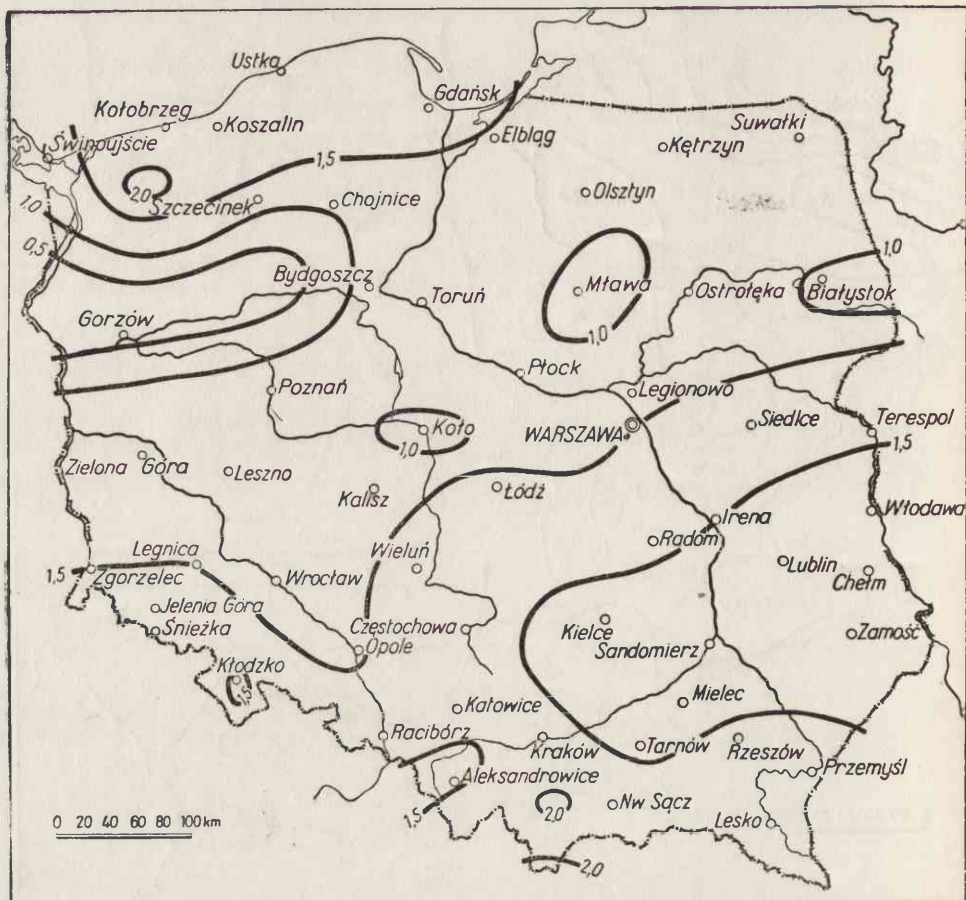 Ustka
Kołobrzeg
Gdańsk
Koszalin
Suwałki
Świnoujście
Elbląg
Kętrzyn
1,5
2,0
Olsztyn
Szczecinek
Chojnice
1,0
0,5
1,0
Bydgoszcz
Mława
Ostrołęka
Białystok
Toruń
Gorzów
1,0
Płock
Poznań
Legionowo
Koło
WARSZAWA
Siedlce
Terespol
1,0
1,5
Zielona Góra
Leszno
Kalisz
Łódź
Włodawa
Irena
Radom
Legnica
Wieluń
1,5
Zgorzelec
Wrocław
Lublin
Chełm
Jelenia Góra
Śnieżka
Częstochowa
Kielce
Zamość
Opole
Sandomierz
Kłodzko
1,5
Mielec
Katowice
Racibórz
Kraków
Tarnów
Rzeszów
Przemyśl
Aleksandrowice
1,5
2,0
Nw Sącz
Lesko
0 20 40 60 80 100 km
2,0